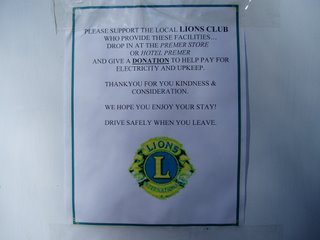 PLEASE SUPPORT THE LOCAL LIONS CLUB
WHO PROVIDE THESE FACILITIES...
DROP IN AT THE PREMER STORE
OR HOTEL PREMER
AND GIVE A DONATION TO HELP PAY FOR
ELECTRICITY AND UPKEEP.
THANKYOU FOR YOU KINDNESS &
CONSIDERATION.
WE HOPE YOU ENJOY YOUR STAY!
DRIVE SAFELY WHEN YOU LEAVE.
LIONS
L
INTERNATIONAL